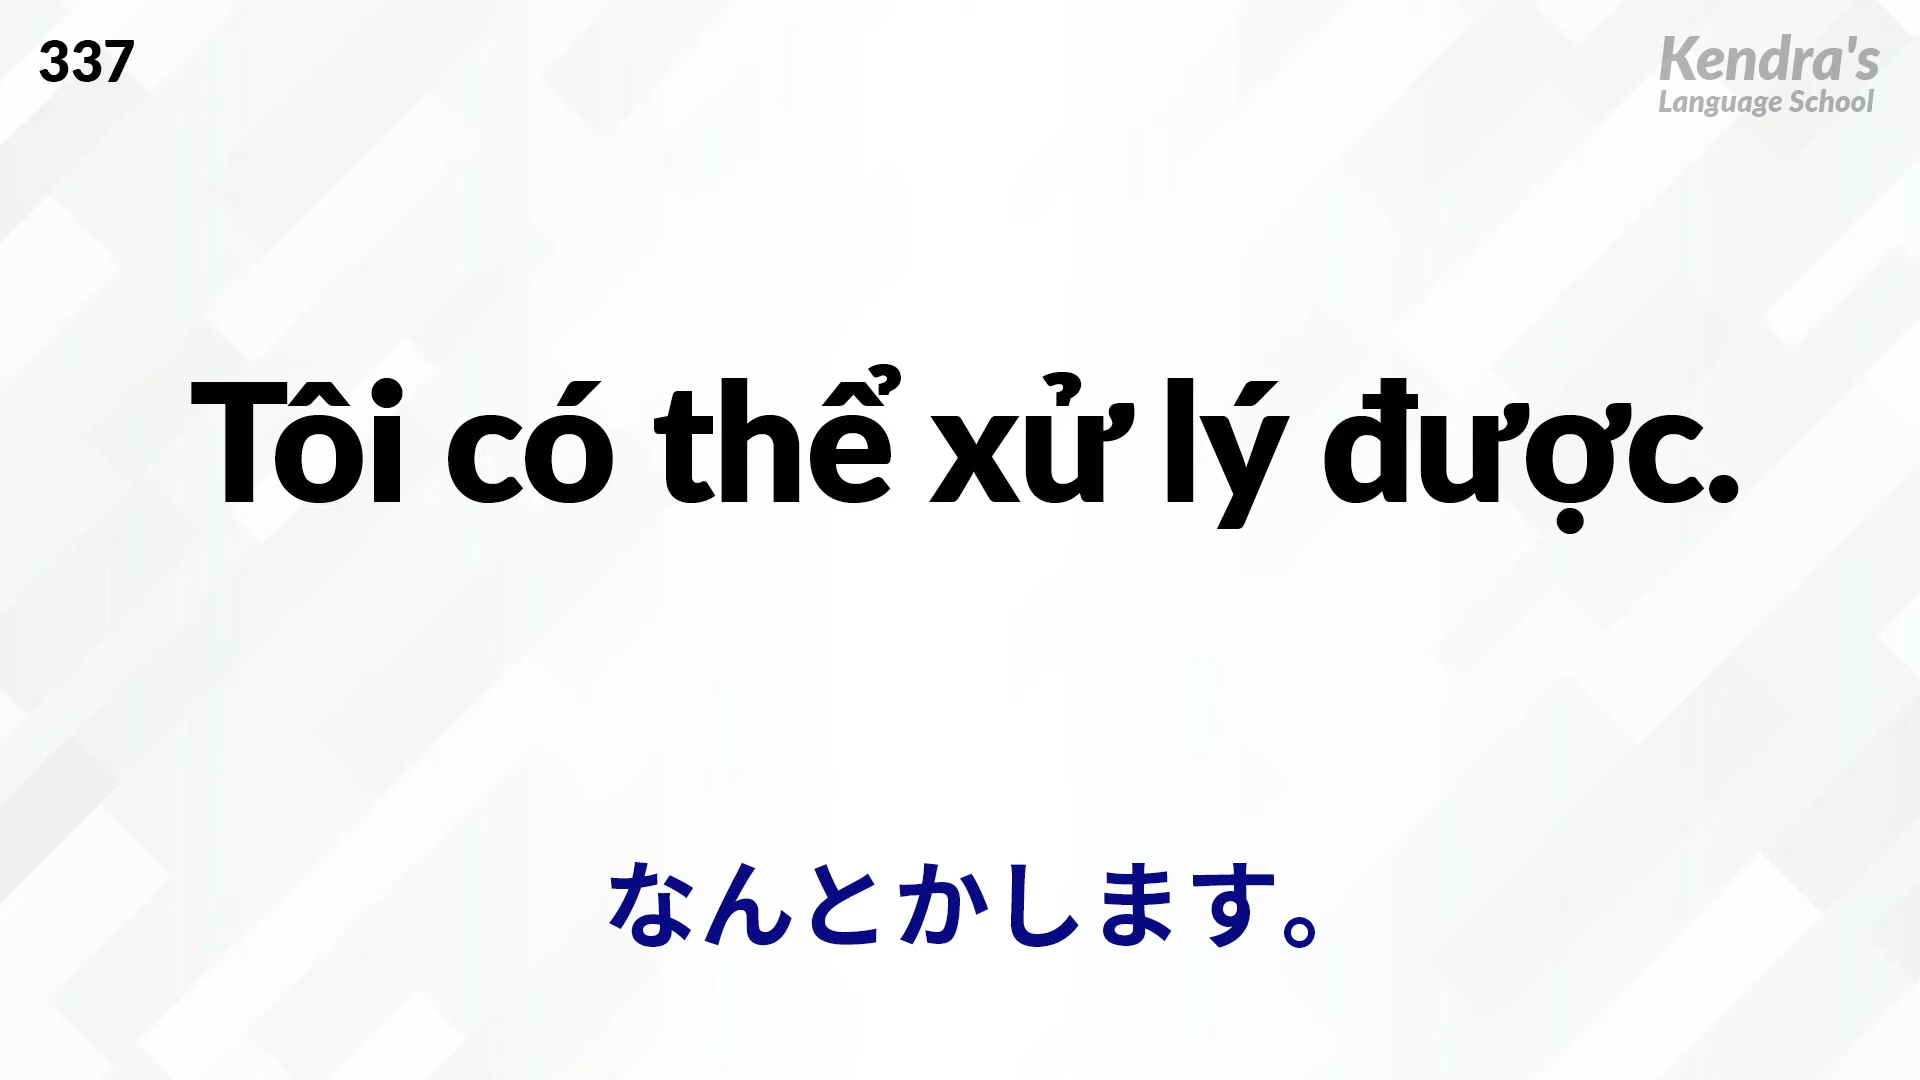 337
Kendra's
Language School
Tôi có thể xử lý được.
なんとかします。